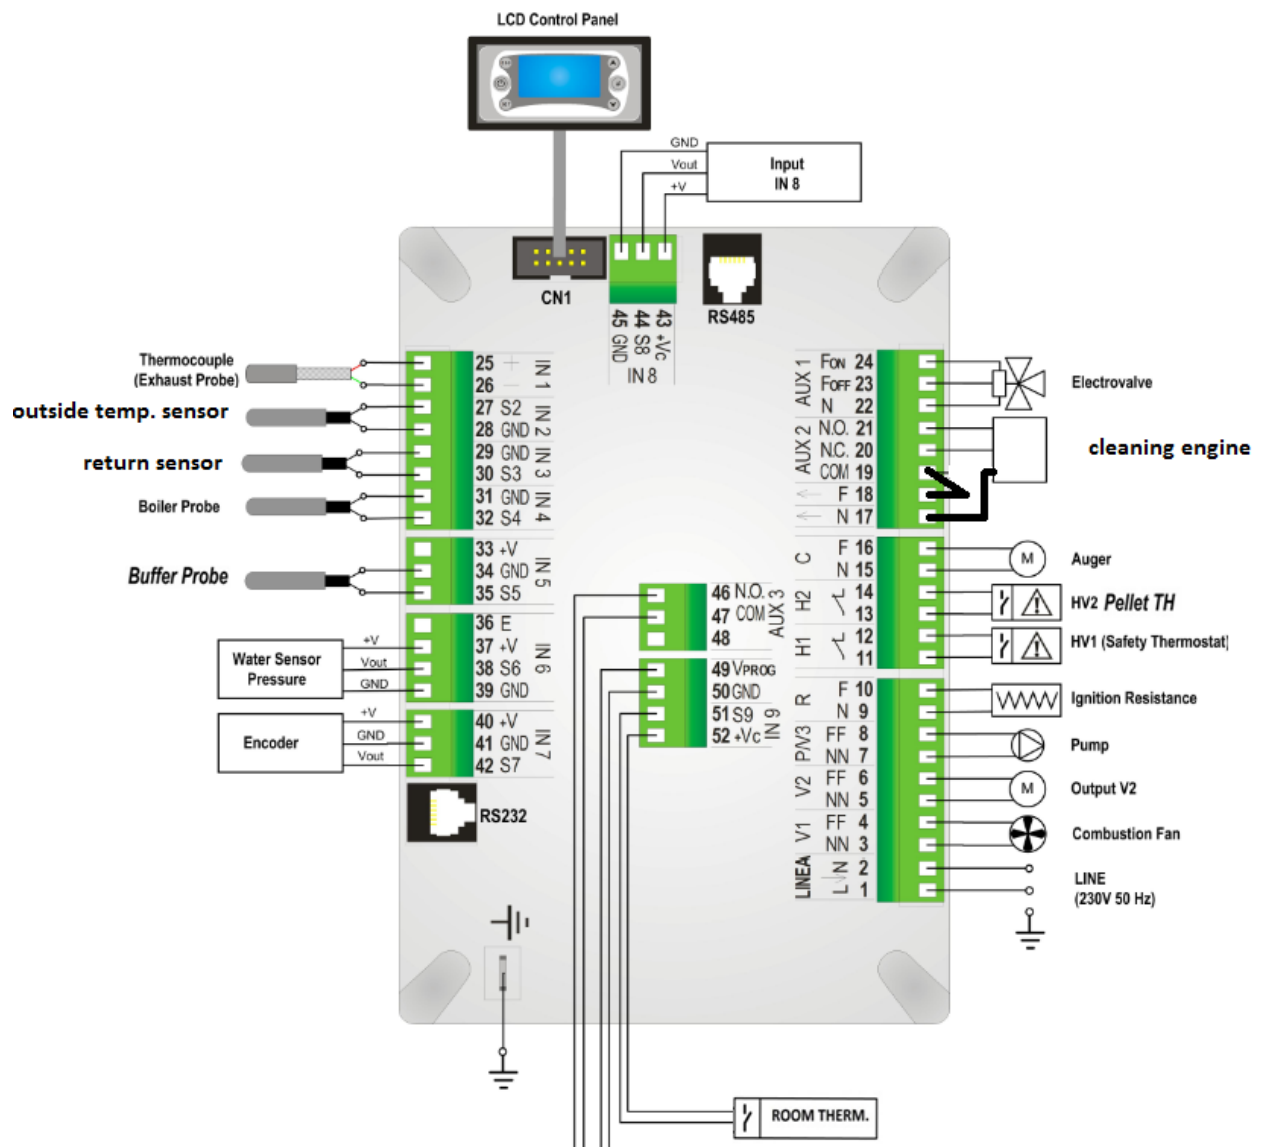 LCD Control Panel
GND
Vout
+V
Input
IN 8
CN1
RS485
45 GND
44 S8
43 +Vc
IN 8
Thermocouple
(Exhaust Probe)
outside temp. sensor
return sensor
Boiler Probe
Buffer Probe
25 +
26 –
IN 1
27 S2
28 GND
IN 2
29 GND
30 S3
IN 3
31 GND
32 S4
IN 4
33 +V
34 GND
35 S5
IN 5
36 E
37 +V
38 S6
39 GND
IN 6
Water Sensor
Pressure
+V
Vout
GND
40 +V
41 GND
42 S7
IN 7
Encoder
+V
GND
Vout
RS232
46 N.O.
47 COM
48
AUX 3
49 VPROG
50 GND
51 S9
52 +Vc
IN 9
AUX 1
FON 24
FOFF 23
N 22
Electrovalve
AUX 2
N.O. 21
N.C. 20
COM 19
← F 18
← N 17
cleaning engine
C
F 16
N 15
M
Auger
H2
14
13
HV2 Pellet TH
H1
12
11
HV1 (Safety Thermostat)
R
F 10
N 9
Ignition Resistance
P/V3
FF 8
NN 7
Pump
V2
FF 6
NN 5
M
Output V2
V1
FF 4
NN 3
Combustion Fan
LINEA
N 2
L 1
LINE
(230V 50 Hz)
ROOM THERM.